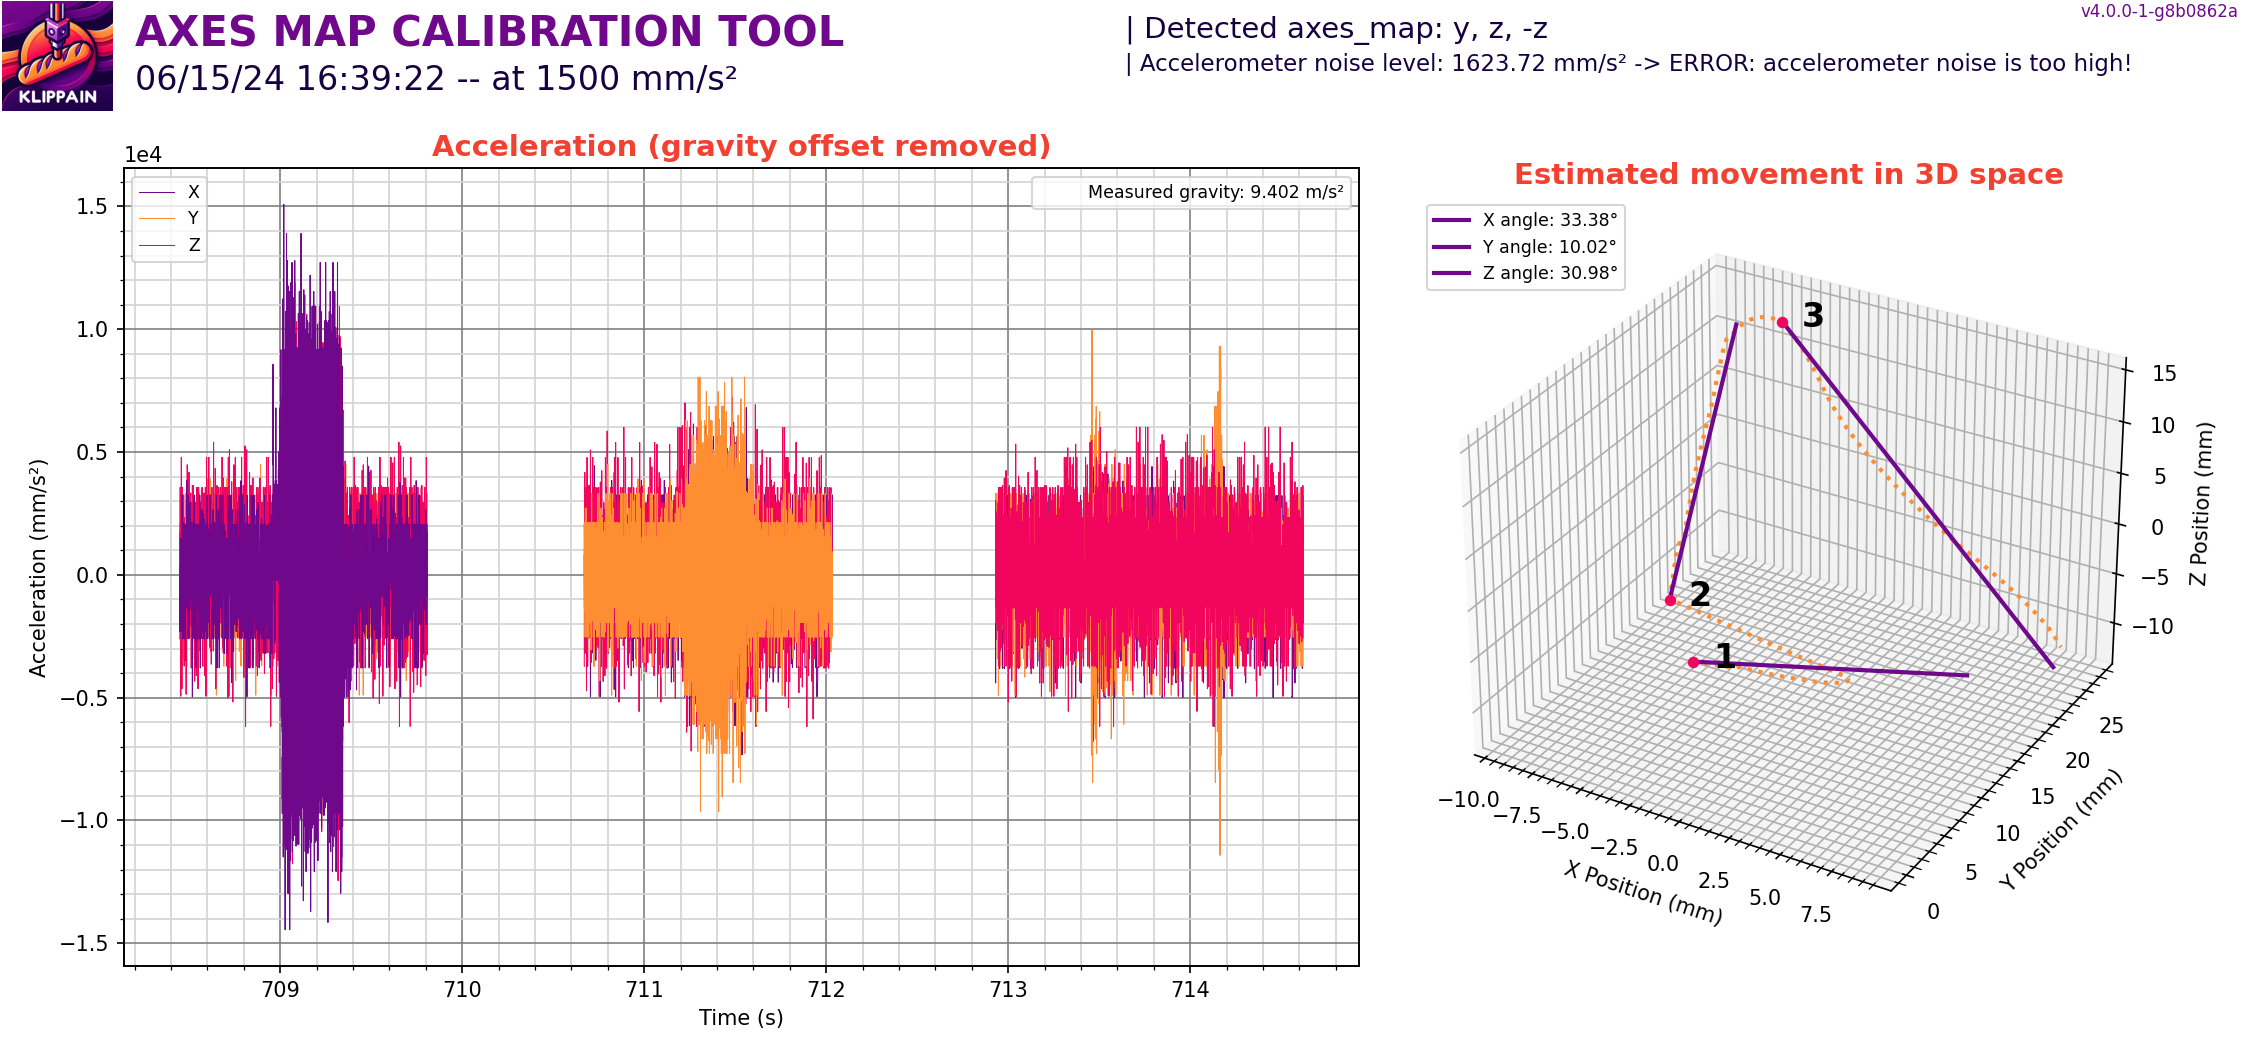 KLIPPAIN
AXES MAP CALIBRATION TOOL
06/15/24 16:39:22 -- at 1500 mm/s²
| Detected axes_map: y, z, -z
| Accelerometer noise level: 1623.72 mm/s² -> ERROR: accelerometer noise is too high!
v4.0.0-1-g8b0862a
Acceleration (gravity offset removed)
1e4
X
Y
Z
Measured gravity: 9.402 m/s²
1.5
1.0
0.5
0.0
−0.5
−1.0
−1.5
Acceleration (mm/s²)
709
710
711
712
713
714
Time (s)
Estimated movement in 3D space
X angle: 33.38°
Y angle: 10.02°
Z angle: 30.98°
3
2
1
15
10
5
0
−5
−10
Z Position (mm)
−10.0
−7.5
−5.0
−2.5
0.0
2.5
5.0
7.5
X Position (mm)
0
5
10
15
20
25
Y Position (mm)